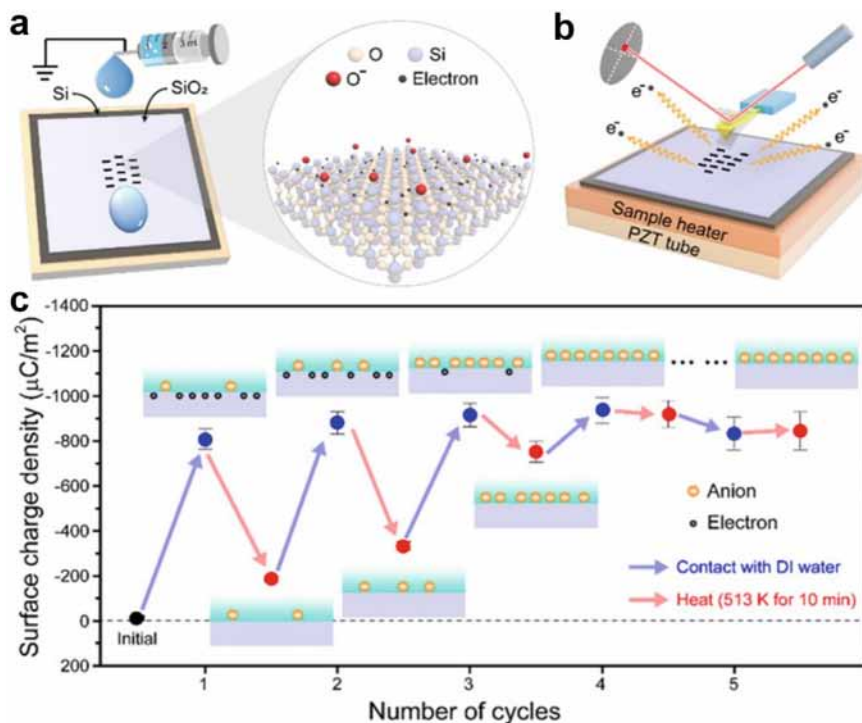 a
3 ml
Si
SiO₂
O
Si
O⁻
Electron
b
e⁻
e⁻
e⁻
e⁻
Sample heater
PZT tube
c
Surface charge density (μC/m²)
-1400
-1200
-1000
-800
-600
-400
-200
0
200
Initial
Anion
Electron
Contact with DI water
Heat (513 K for 10 min)
1
2
3
4
5
Number of cycles